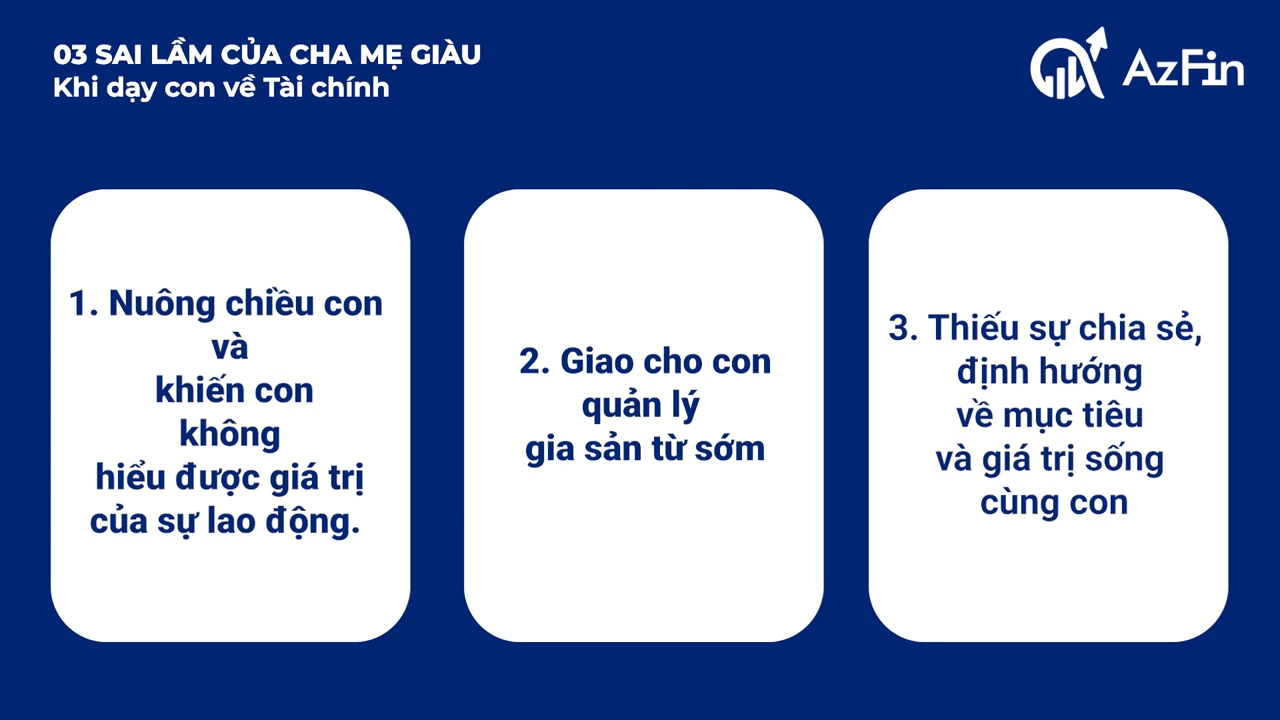 03 SAI LẦM CỦA CHA MẸ GIÀU
Khi dạy con về Tài chính
AzFin
1. Nuông chiều con
và
khiến con
không
hiểu được giá trị
của sự lao động.
2. Giao cho con
quản lý
gia sản từ sớm
3. Thiếu sự chia sẻ,
định hướng
về mục tiêu
và giá trị sống
cùng con